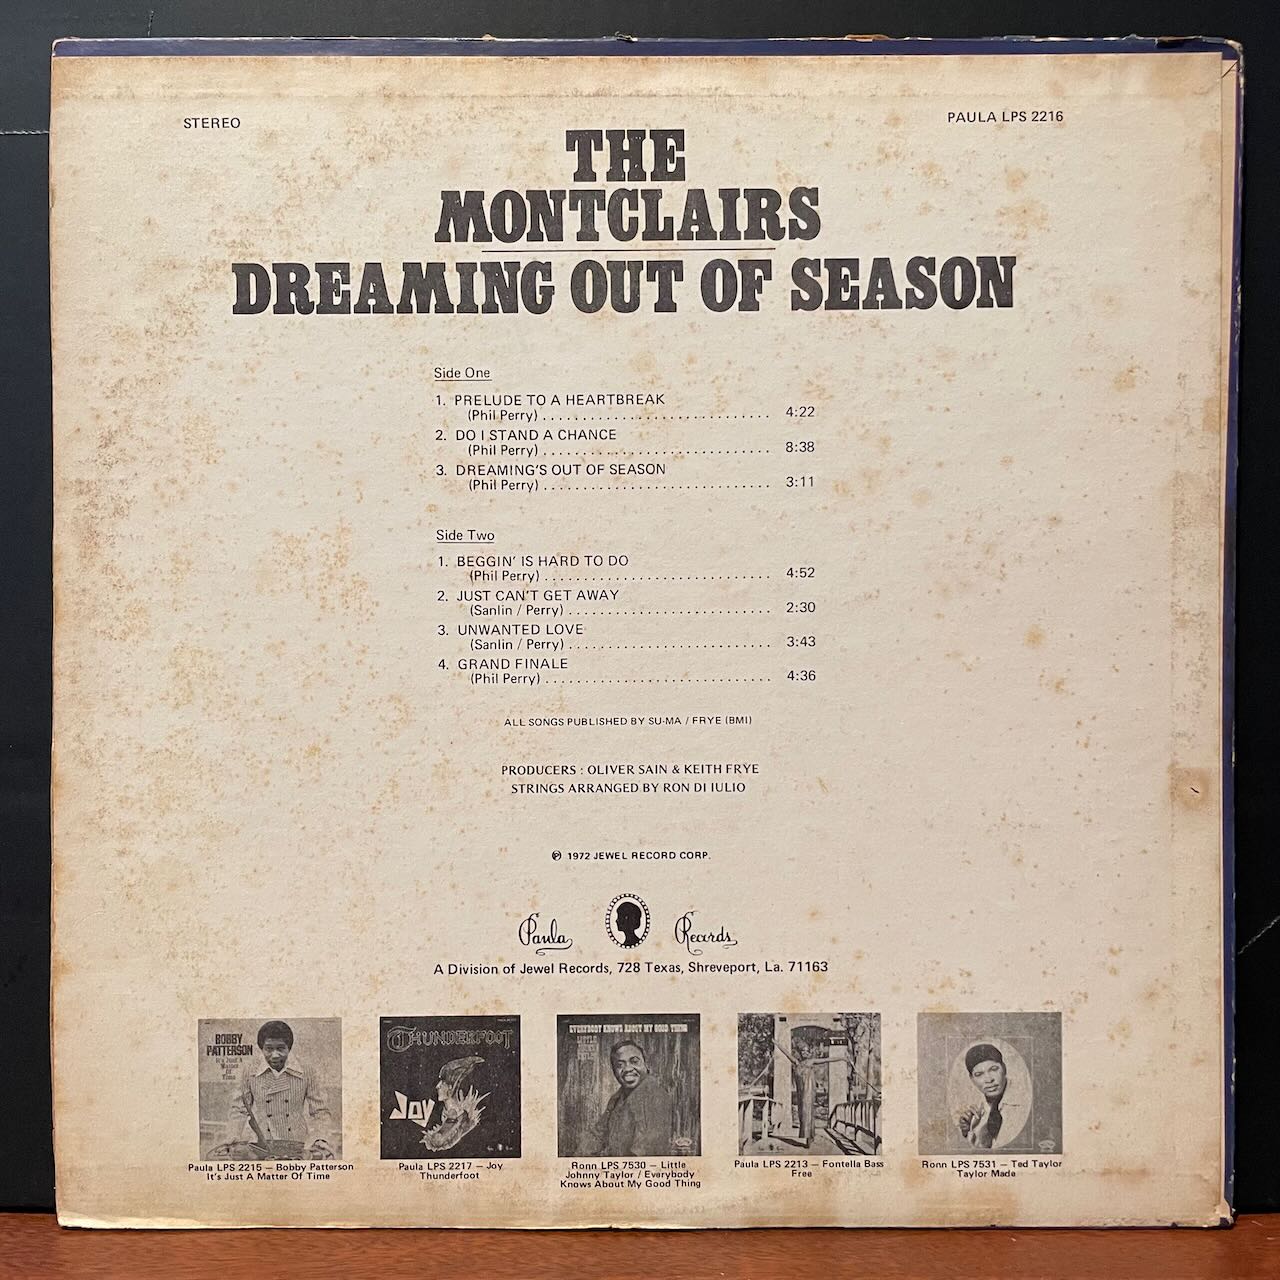 STEREO
PAULA LPS 2216
THE
MONTCLAIRS
DREAMING OUT OF SEASON
Side One
1. PRELUDE TO A HEARTBREAK
(Phil Perry) ............................. 4:22
2. DO I STAND A CHANCE
(Phil Perry) ............................. 8:38
3. DREAMING'S OUT OF SEASON
(Phil Perry) ............................. 3:11
Side Two
1. BEGGIN' IS HARD TO DO
(Phil Perry) ............................. 4:52
2. JUST CAN'T GET AWAY
(Sanlin / Perry) .......................... 2:30
3. UNWANTED LOVE
(Sanlin / Perry) .......................... 3:43
4. GRAND FINALE
(Phil Perry) ............................. 4:36
ALL SONGS PUBLISHED BY SU-MA / FRYE (BMI)
PRODUCERS : OLIVER SAIN & KEITH FRYE
STRINGS ARRANGED BY RON DI IULIO
℗ 1972 JEWEL RECORD CORP.
Paula Records
A Division of Jewel Records, 728 Texas, Shreveport, La. 71163
BOBBY
PATTERSON
It's Just A
Matter
Of
Time
THUNDERFOOT
Joy
EVERYBODY KNOWS ABOUT MY GOOD THING
LITTLE
JOHNNY
TAYLOR
Paula LPS 2215 — Bobby Patterson
It's Just A Matter Of Time
Paula LPS 2217 — Joy
Thunderfoot
Ronn LPS 7530 — Little
Johnny Taylor / Everybody
Knows About My Good Thing
Paula LPS 2213 — Fontella Bass
Free
Ronn LPS 7531 — Ted Taylor
Taylor Made